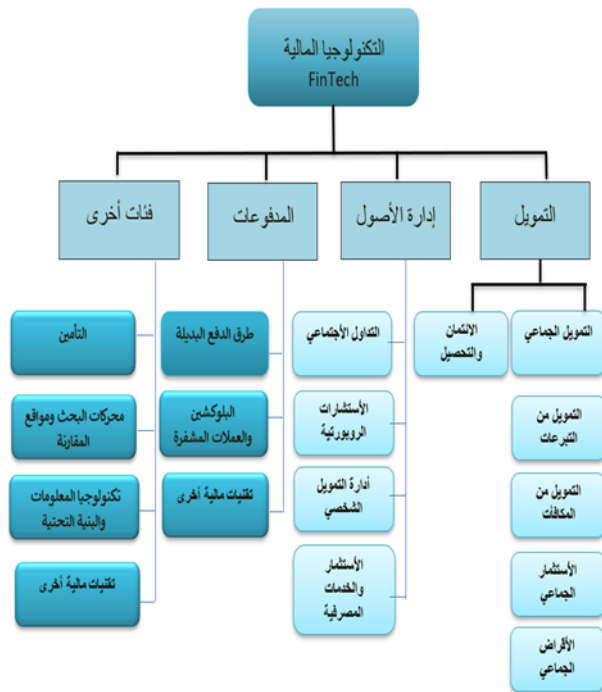 التكنولوجيا المالية
FinTech
التمويل
إدارة الأصول
المدفوعات
فئات أخرى
التمويل الجماعي
الائتمان
والتحصيل
التمويل من
التبرعات
التمويل من
المكافأت
الأستثمار
الجماعي
الأقراض
الجماعي
التداول الأجتماعي
الأستشارات
الروبورتية
أدارة التمويل
الشخصي
الأستثمار
والخدمات
المصرفية
طرق الدفع البديلة
البلوكشين
والعملات المشفرة
تقنيات مالية أخرى
التأمين
محركات البحث ومواقع
المقارنة
تكنولوجيا المعلومات
والبنية التحتية
تقنيات مالية أخرى